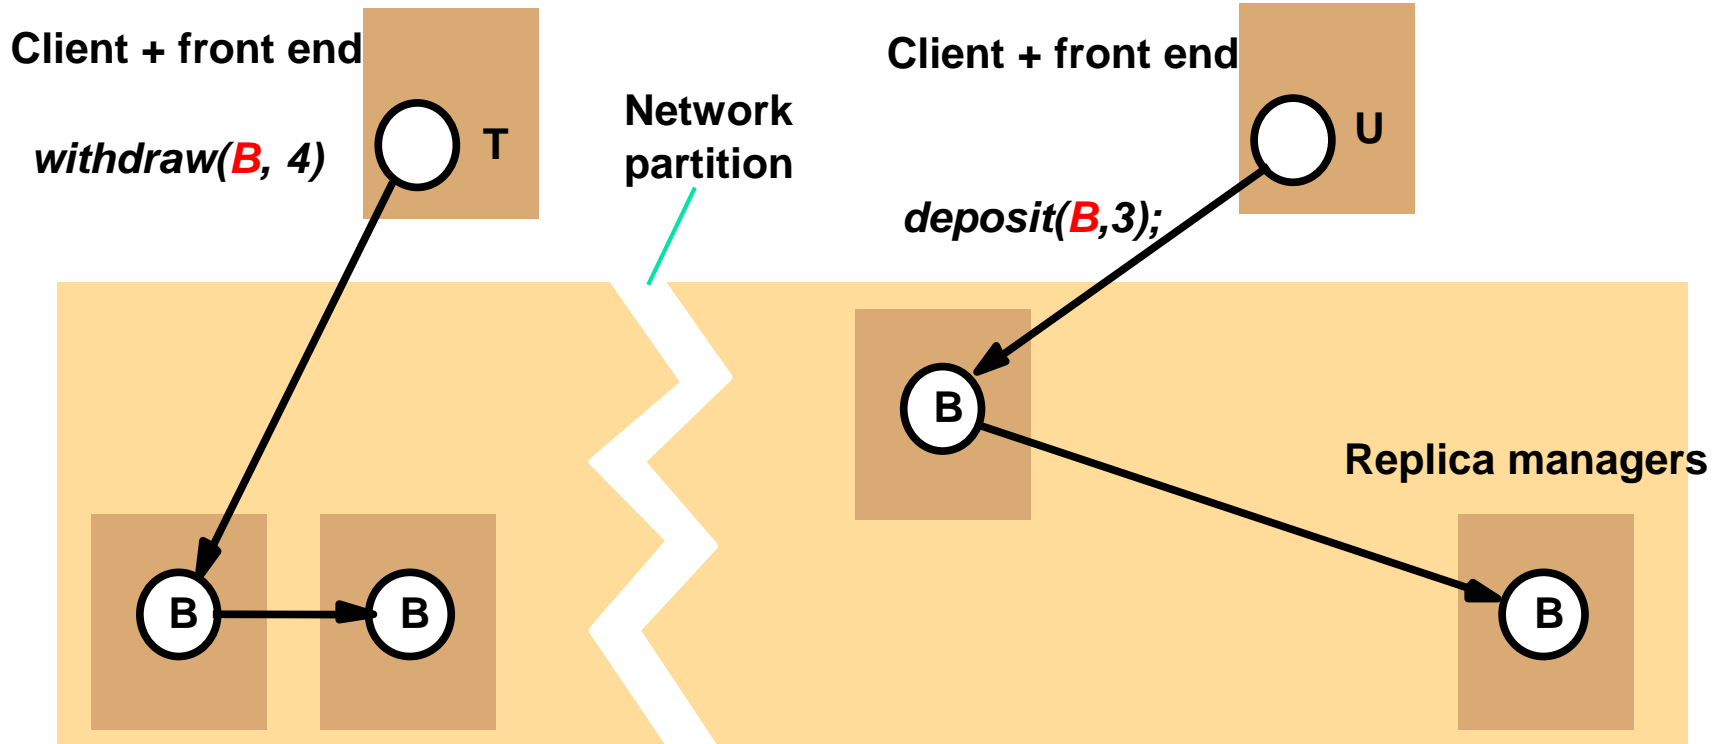 Client + front end
T
withdraw(B, 4)
Network
partition
Client + front end
U
deposit(B,3);
B
Replica managers
B
B
B